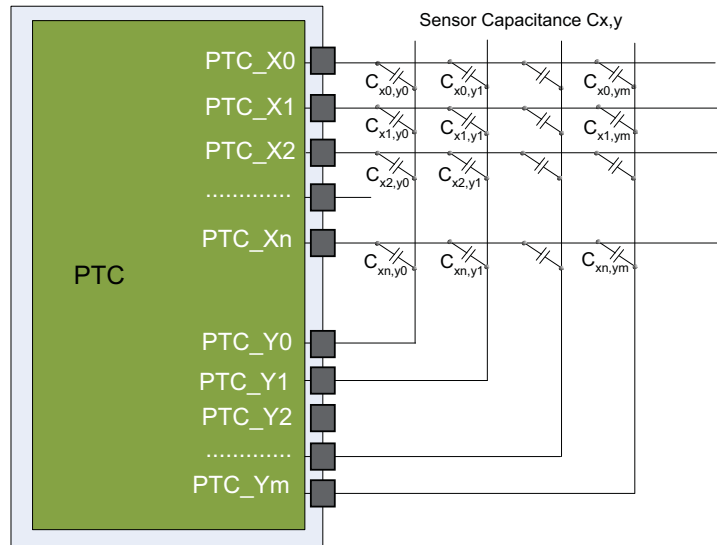 Sensor Capacitance Cx,y
PTC_X0
PTC_X1
PTC_X2
.............
PTC_Xn
PTC
PTC_Y0
PTC_Y1
PTC_Y2
.............
PTC_Ym
Cx0,y0
Cx0,y1
Cx0,ym
Cx1,y0
Cx1,y1
Cx1,ym
Cx2,y0
Cx2,y1
Cxn,y0
Cxn,y1
Cxn,ym